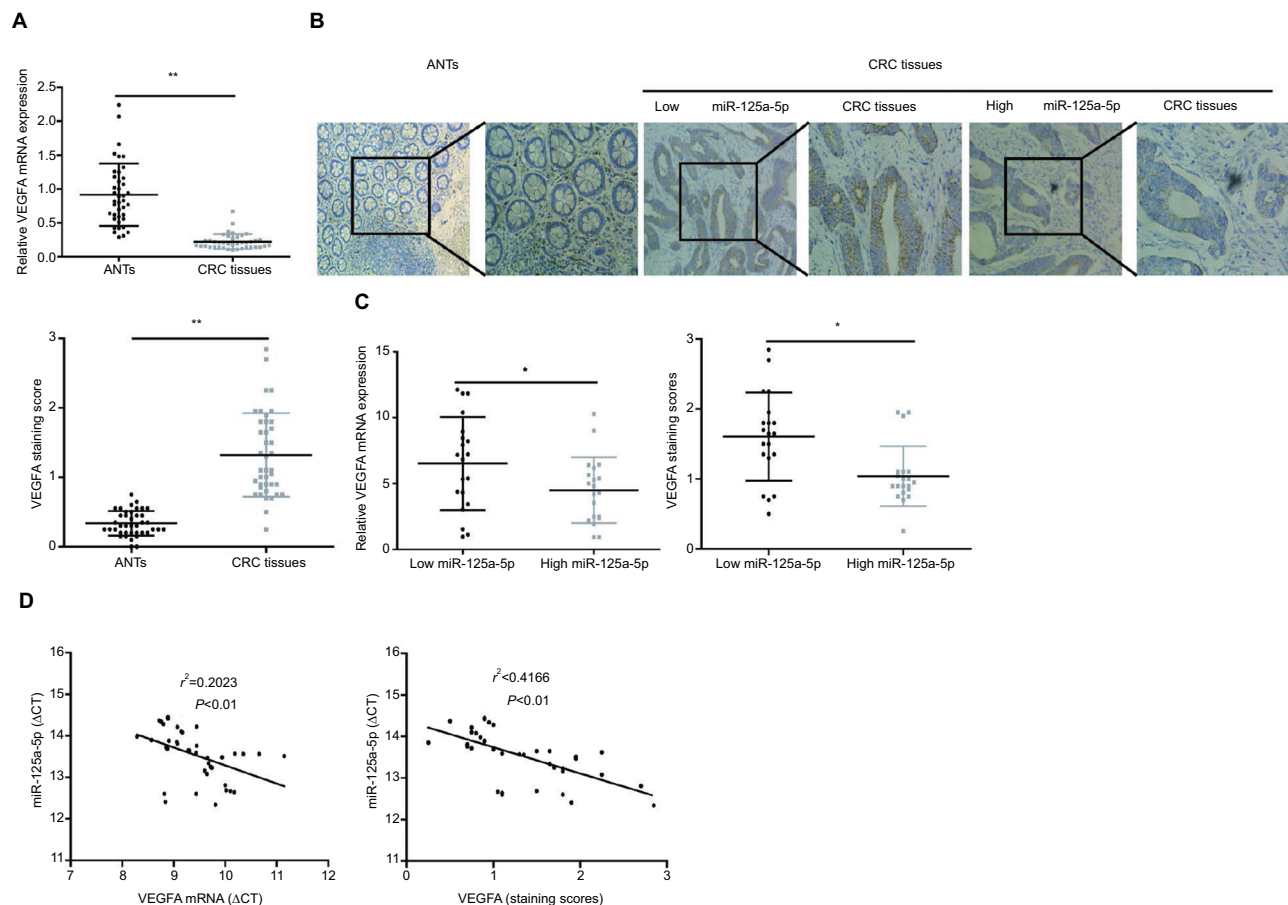 A
Relative VEGFA mRNA expression
2.5
2.0
1.5
1.0
0.5
0.0
**
ANTs
CRC tissues
VEGFA staining score
3
2
1
0
**
ANTs
CRC tissues
B
ANTs
CRC tissues
Low miR-125a-5p CRC tissues
High miR-125a-5p CRC tissues
C
Relative VEGFA mRNA expression
15
10
5
0
*
Low miR-125a-5p
High miR-125a-5p
VEGFA staining scores
3
2
1
0
*
Low miR-125a-5p
High miR-125a-5p
D
miR-125a-5p (ΔCT)
16
15
14
13
12
11
r²=0.2023
P<0.01
7 8 9 10 11 12
VEGFA mRNA (ΔCT)
miR-125a-5p (ΔCT)
16
15
14
13
12
11
r²<0.4166
P<0.01
0 1 2 3
VEGFA (staining scores)